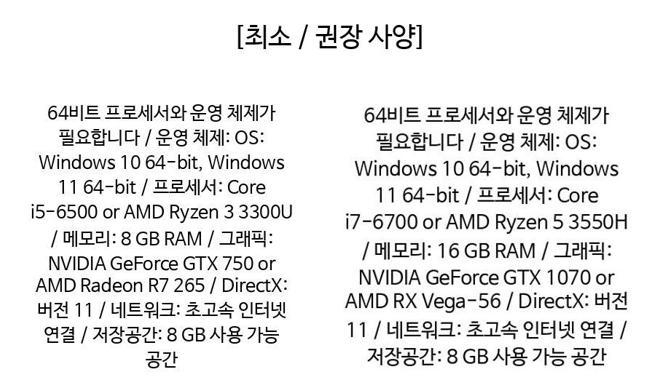 [최소 / 권장 사양]
64비트 프로세서와 운영 체제가
필요합니다 / 운영 체제: OS:
Windows 10 64-bit, Windows
11 64-bit / 프로세서: Core
i5-6500 or AMD Ryzen 3 3300U
/ 메모리: 8 GB RAM / 그래픽:
NVIDIA GeForce GTX 750 or
AMD Radeon R7 265 / DirectX:
버전 11 / 네트워크: 초고속 인터넷
연결 / 저장공간: 8 GB 사용 가능
공간
64비트 프로세서와 운영 체제가
필요합니다 / 운영 체제: OS:
Windows 10 64-bit, Windows
11 64-bit / 프로세서: Core
i7-6700 or AMD Ryzen 5 3550H
/ 메모리: 16 GB RAM / 그래픽:
NVIDIA GeForce GTX 1070 or
AMD RX Vega-56 / DirectX: 버전
11 / 네트워크: 초고속 인터넷 연결 /
저장공간: 8 GB 사용 가능 공간